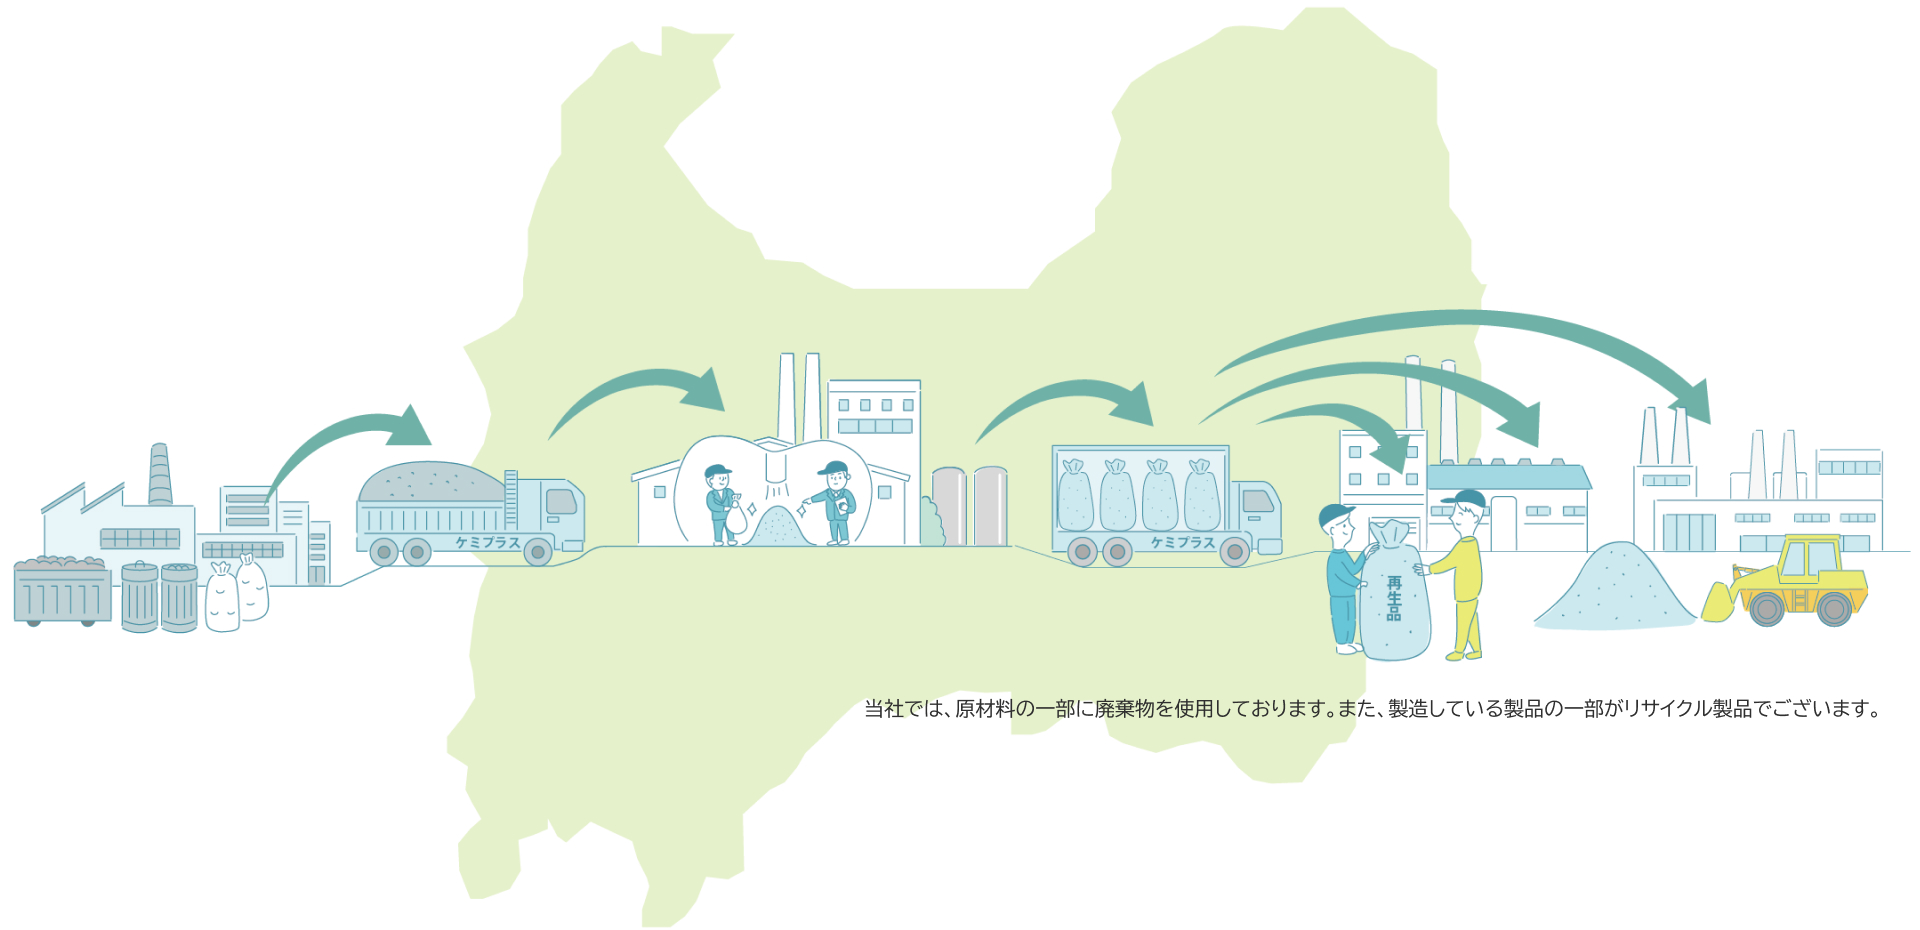 ケミプラス
ケミプラス
再生品
当社では、原材料の一部に廃棄物を使用しております。また、製造している製品の一部がリサイクル製品でございます。